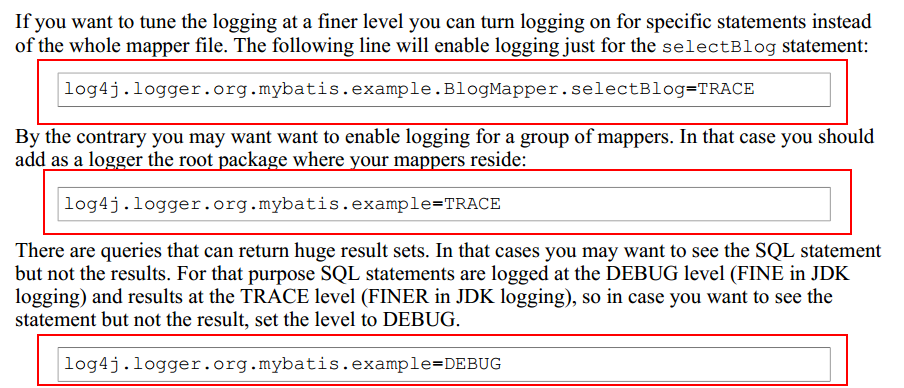 If you want to tune the logging at a finer level you can turn logging on for specific statements instead
of the whole mapper file. The following line will enable logging just for the selectBlog statement:
log4j.logger.org.mybatis.example.BlogMapper.selectBlog=TRACE
By the contrary you may want want to enable logging for a group of mappers. In that case you should
add as a logger the root package where your mappers reside:
log4j.logger.org.mybatis.example=TRACE
There are queries that can return huge result sets. In that cases you may want to see the SQL statement
but not the results. For that purpose SQL statements are logged at the DEBUG level (FINE in JDK
logging) and results at the TRACE level (FINER in JDK logging), so in case you want to see the
statement but not the result, set the level to DEBUG.
log4j.logger.org.mybatis.example=DEBUG